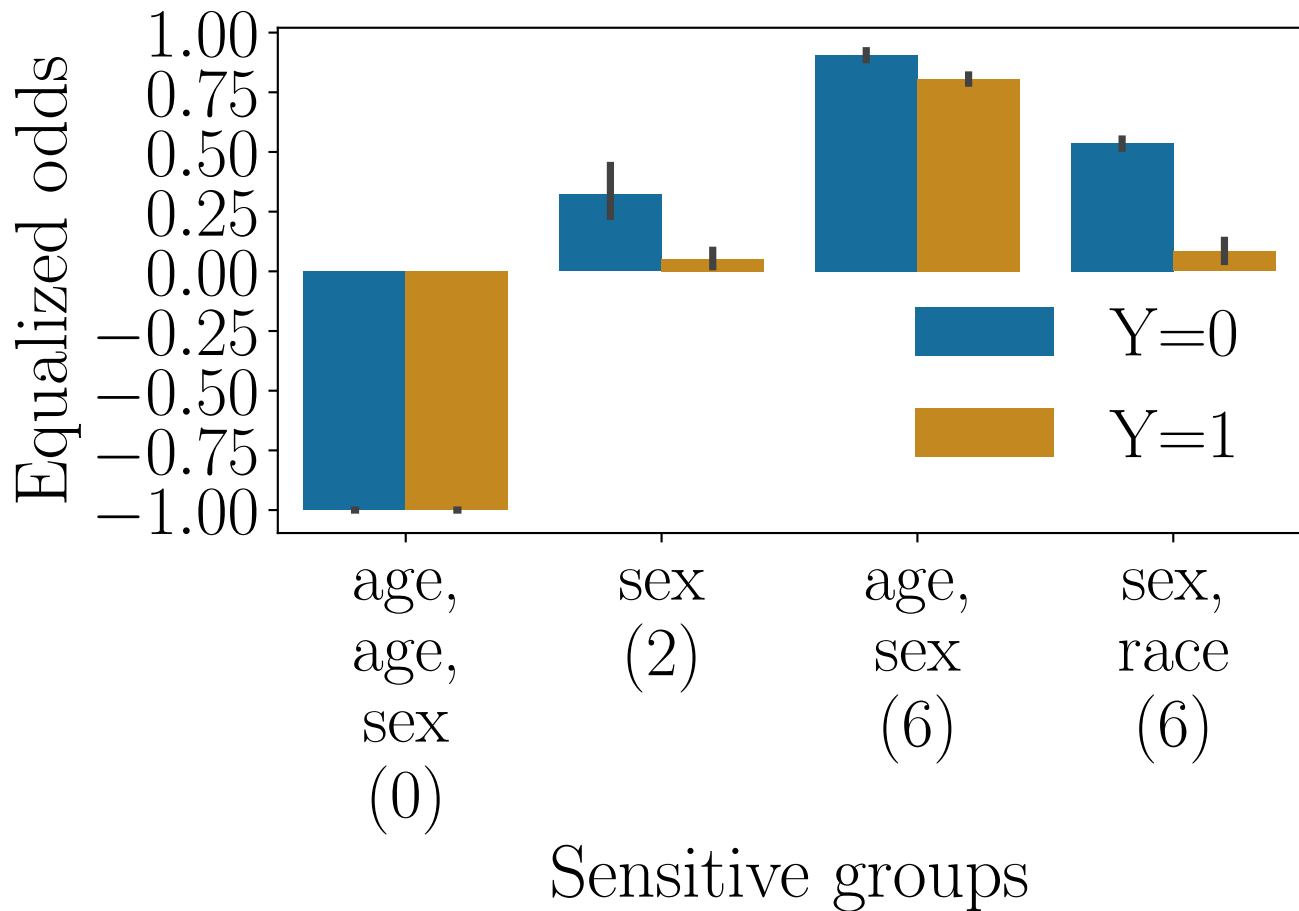 Equalized odds
1.00
0.75
0.50
0.25
0.00
−0.25
−0.50
−0.75
−1.00
Y=0
Y=1
age,
age,
sex
(0)
sex
(2)
age,
sex
(6)
sex,
race
(6)
Sensitive groups